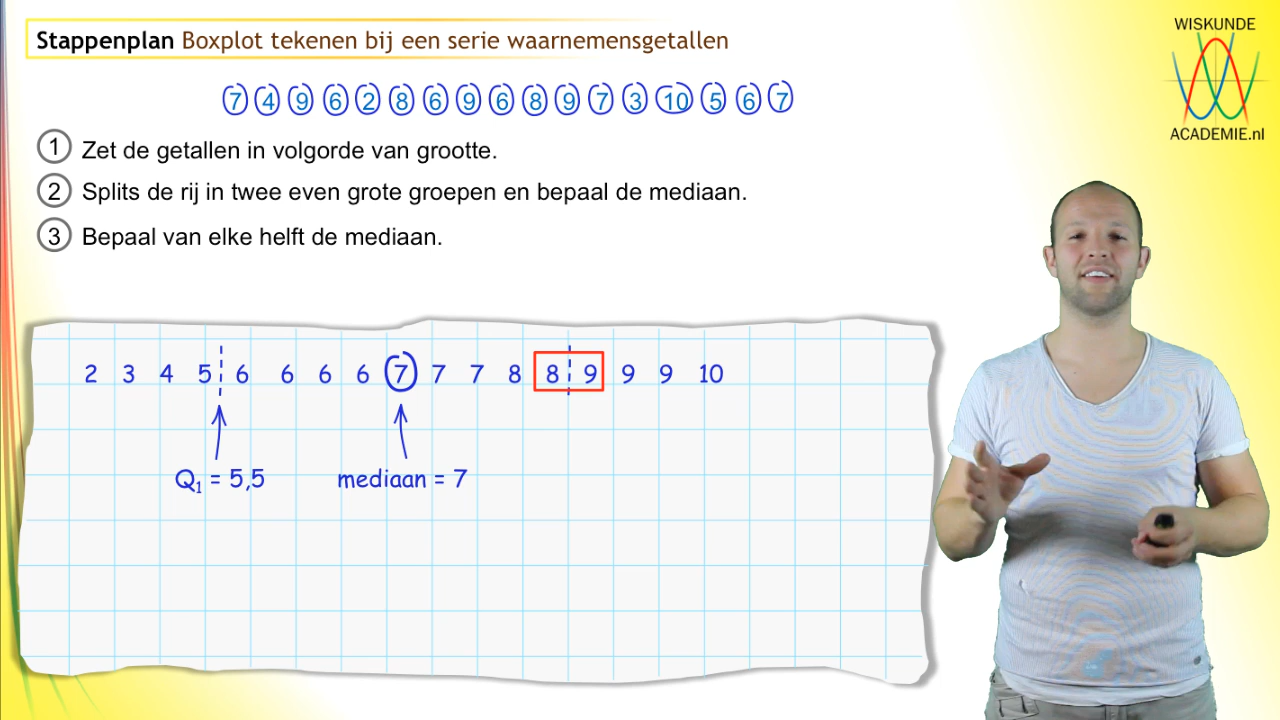 Stappenplan Boxplot tekenen bij een serie waarnemensgetallen
WISKUNDE
ACADEMIE.nl
7 4 9 6 2 8 6 9 6 8 9 7 3 10 5 6 7
1 Zet de getallen in volgorde van grootte.
2 Splits de rij in twee even grote groepen en bepaal de mediaan.
3 Bepaal van elke helft de mediaan.
2 3 4 5 6 6 6 6 7 7 7 8 8 9 9 9 10
Q₁ = 5,5 mediaan = 7